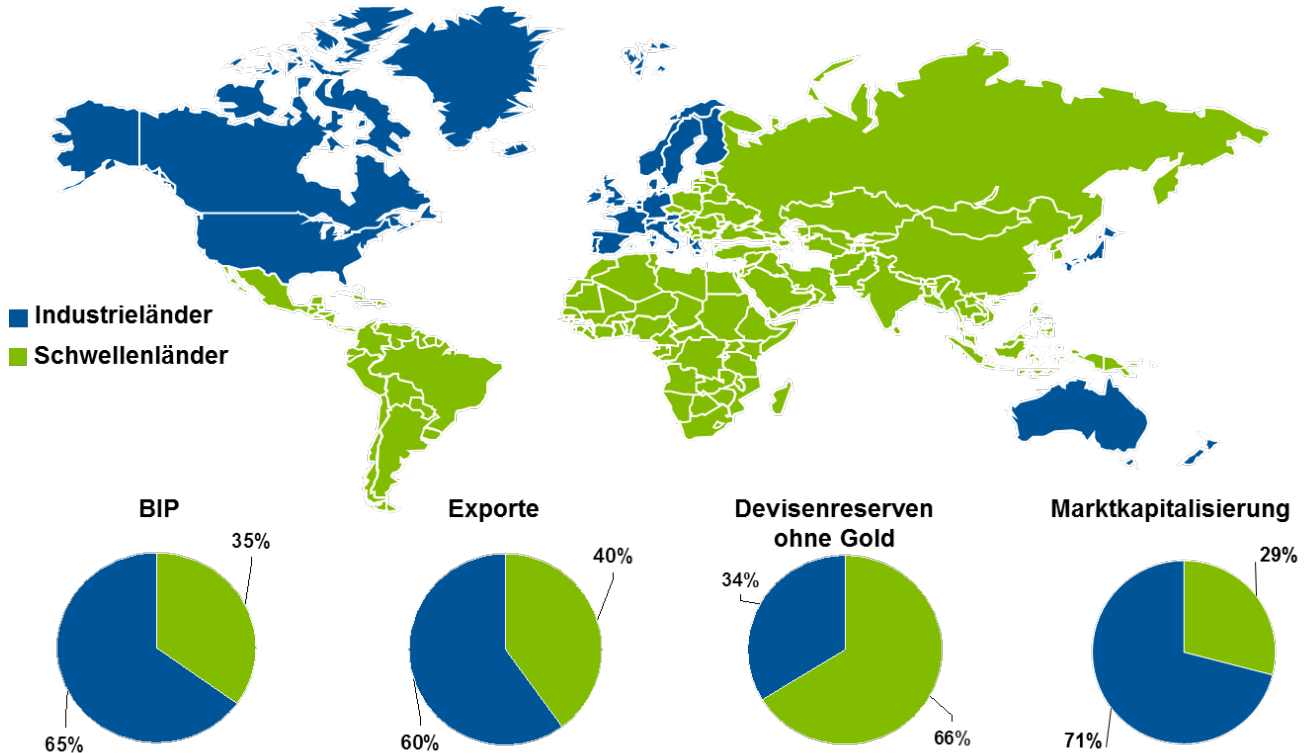 Industrieländer
Schwellenländer
BIP
35%
65%
Exporte
40%
60%
Devisenreserven
ohne Gold
34%
66%
Marktkapitalisierung
29%
71%